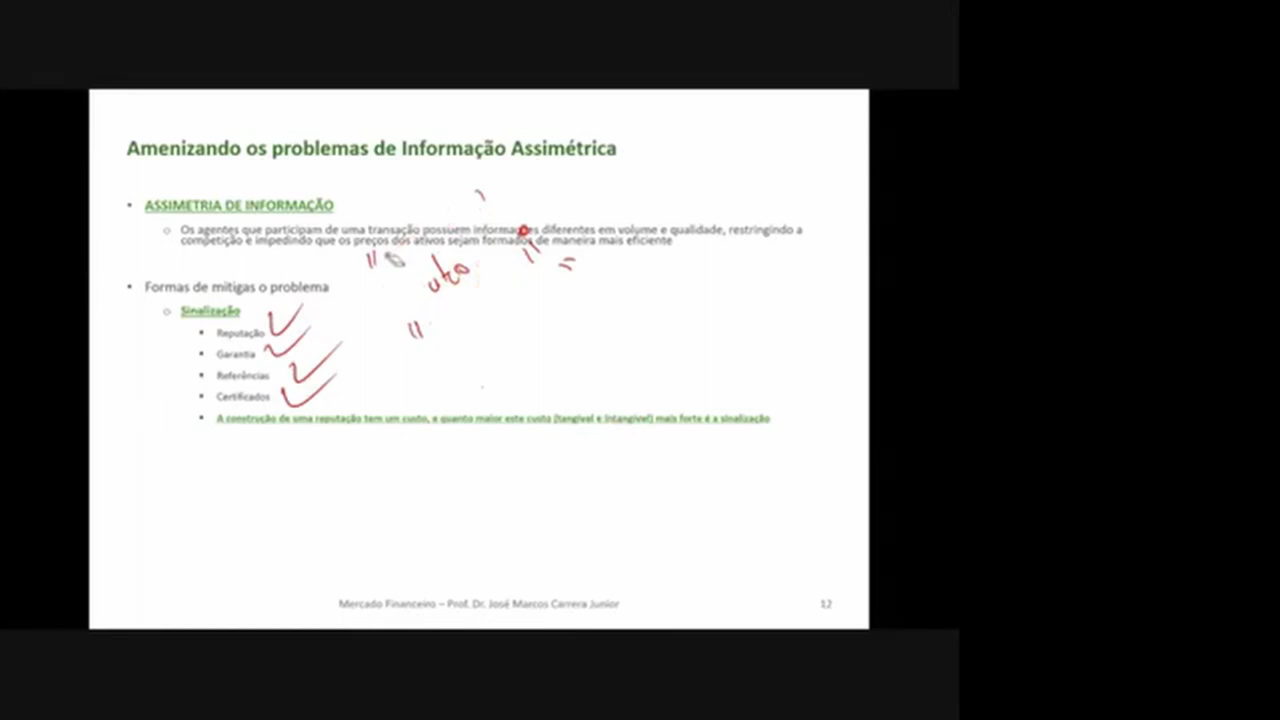 Amenizando os problemas de Informação Assimétrica
• ASSIMETRIA DE INFORMAÇÃO
o Os agentes que participam de uma transação possuem informações diferentes em volume e qualidade, restringindo a
competição e impedindo que os preços dos ativos sejam formados de maneira mais eficiente
• Formas de mitigas o problema
o Sinalização
▪ Reputação
▪ Garantia
▪ Referências
▪ Certificados
▪ A construção de uma reputação tem um custo, e quanto maior este custo (tangível e intangível) mais forte é a sinalização
Mercado Financeiro – Prof. Dr. José Marcos Carrera Junior
12